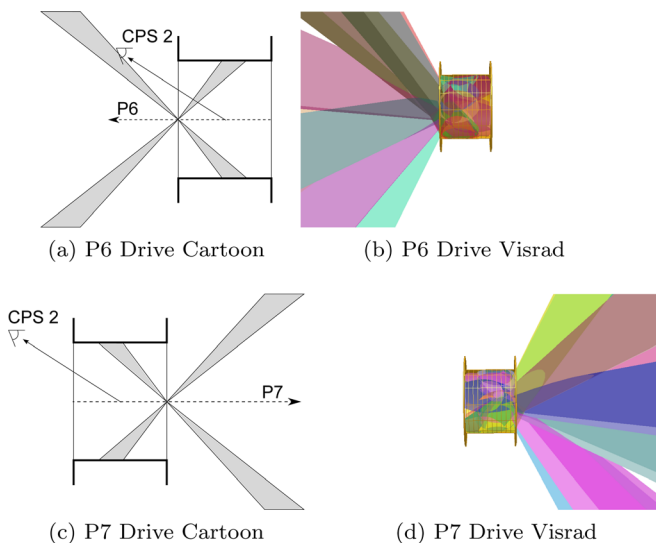 CPS 2
P6
(a) P6 Drive Cartoon
(b) P6 Drive Visrad
CPS 2
P7
(c) P7 Drive Cartoon
(d) P7 Drive Visrad